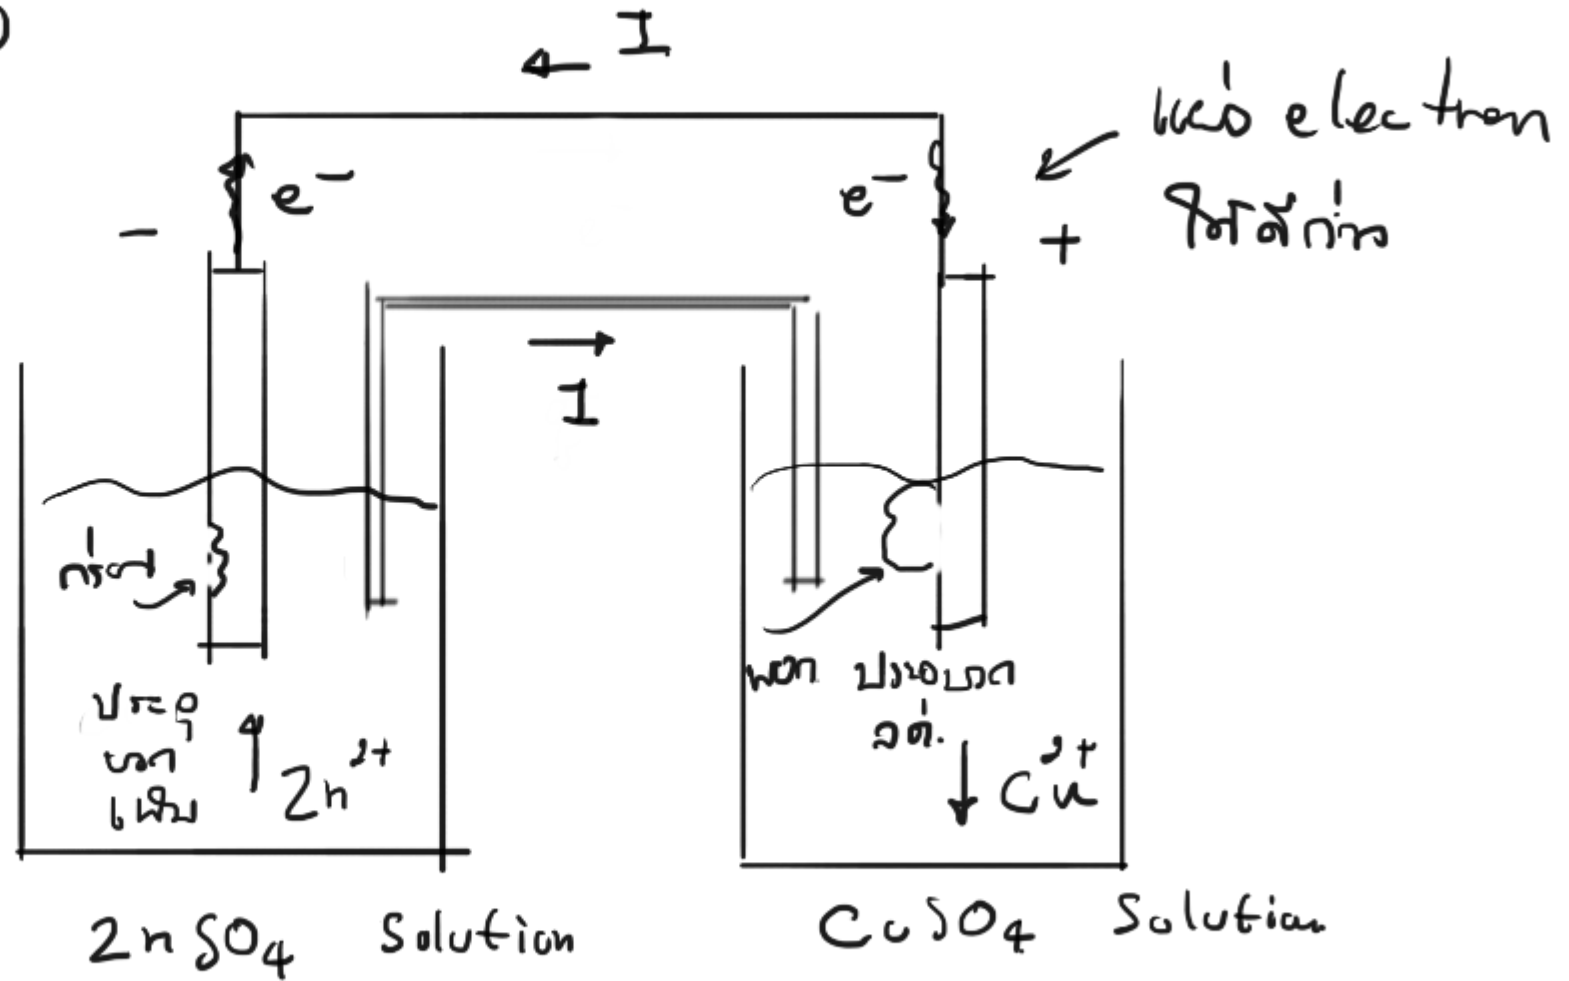 I
แย่ง electron
ได้ดีกว่า
e⁻
e⁻
-
+
I
กร่อน
พอก
ประจุ
บวก
เพิ่ม
Zn²⁺
ประจุบวก
ลด
Cu²⁺
ZnSO₄ Solution
CuSO₄ Solution